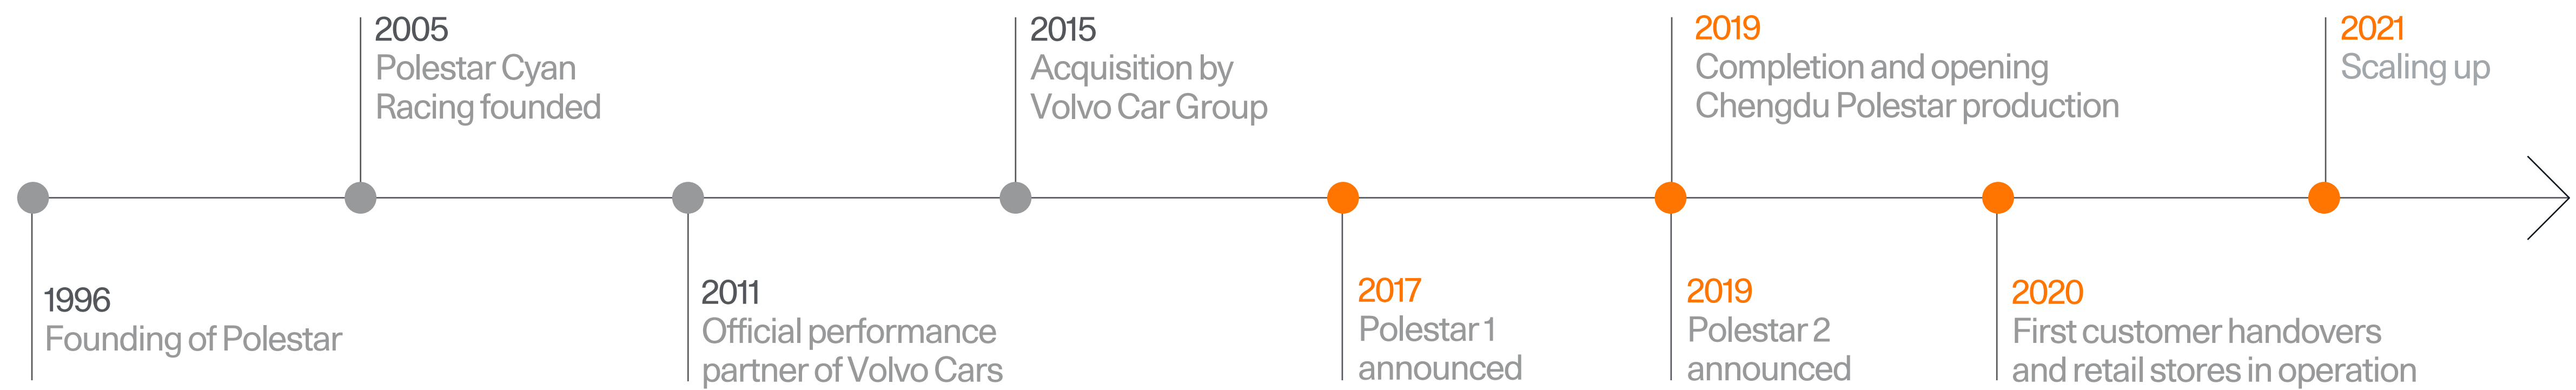 1996
Founding of Polestar
2005
Polestar Cyan
Racing founded
2011
Official performance
partner of Volvo Cars
2015
Acquisition by
Volvo Car Group
2017
Polestar 1
announced
2019
Completion and opening
Chengdu Polestar production
2019
Polestar 2
announced
2020
First customer handovers
and retail stores in operation
2021
Scaling up